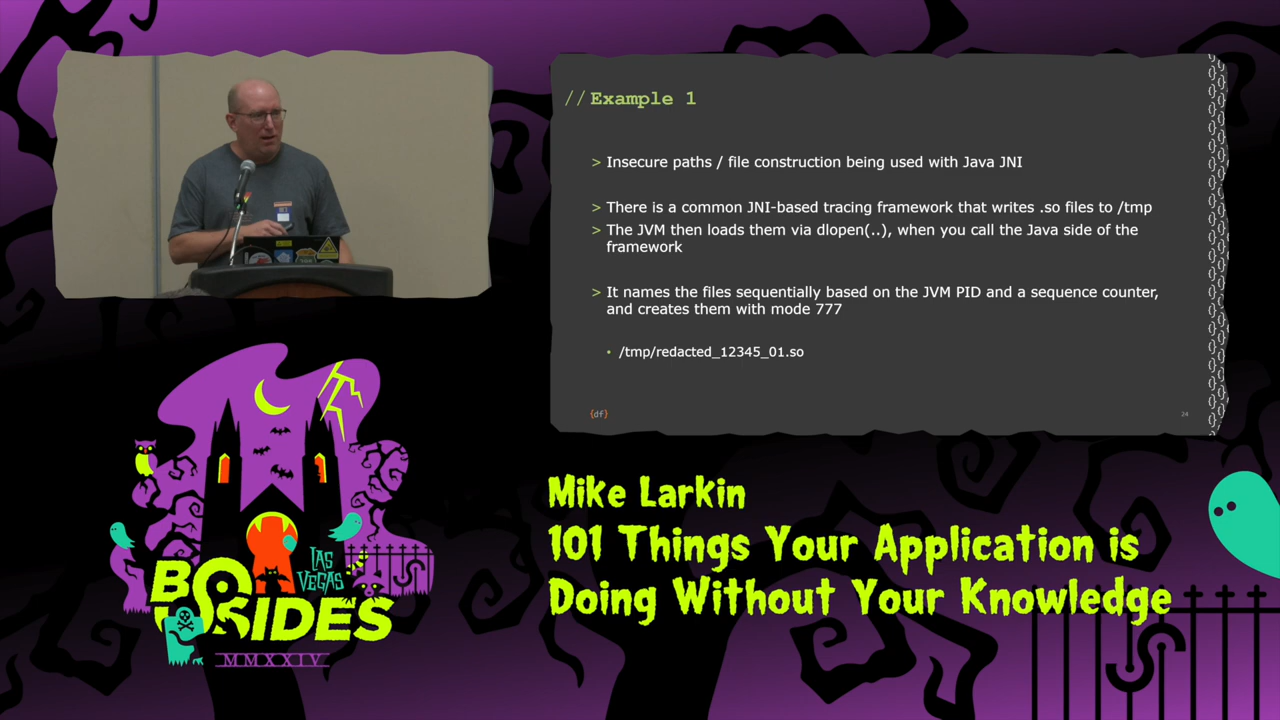 // Example 1
> Insecure paths / file construction being used with Java JNI
> There is a common JNI-based tracing framework that writes .so files to /tmp
> The JVM then loads them via dlopen(..), when you call the Java side of the
framework
> It names the files sequentially based on the JVM PID and a sequence counter,
and creates them with mode 777
• /tmp/redacted_12345_01.so
{df}
24
LAS
VEGAS
BSIDES
MMXXIV
Mike Larkin
101 Things Your Application is
Doing Without Your Knowledge